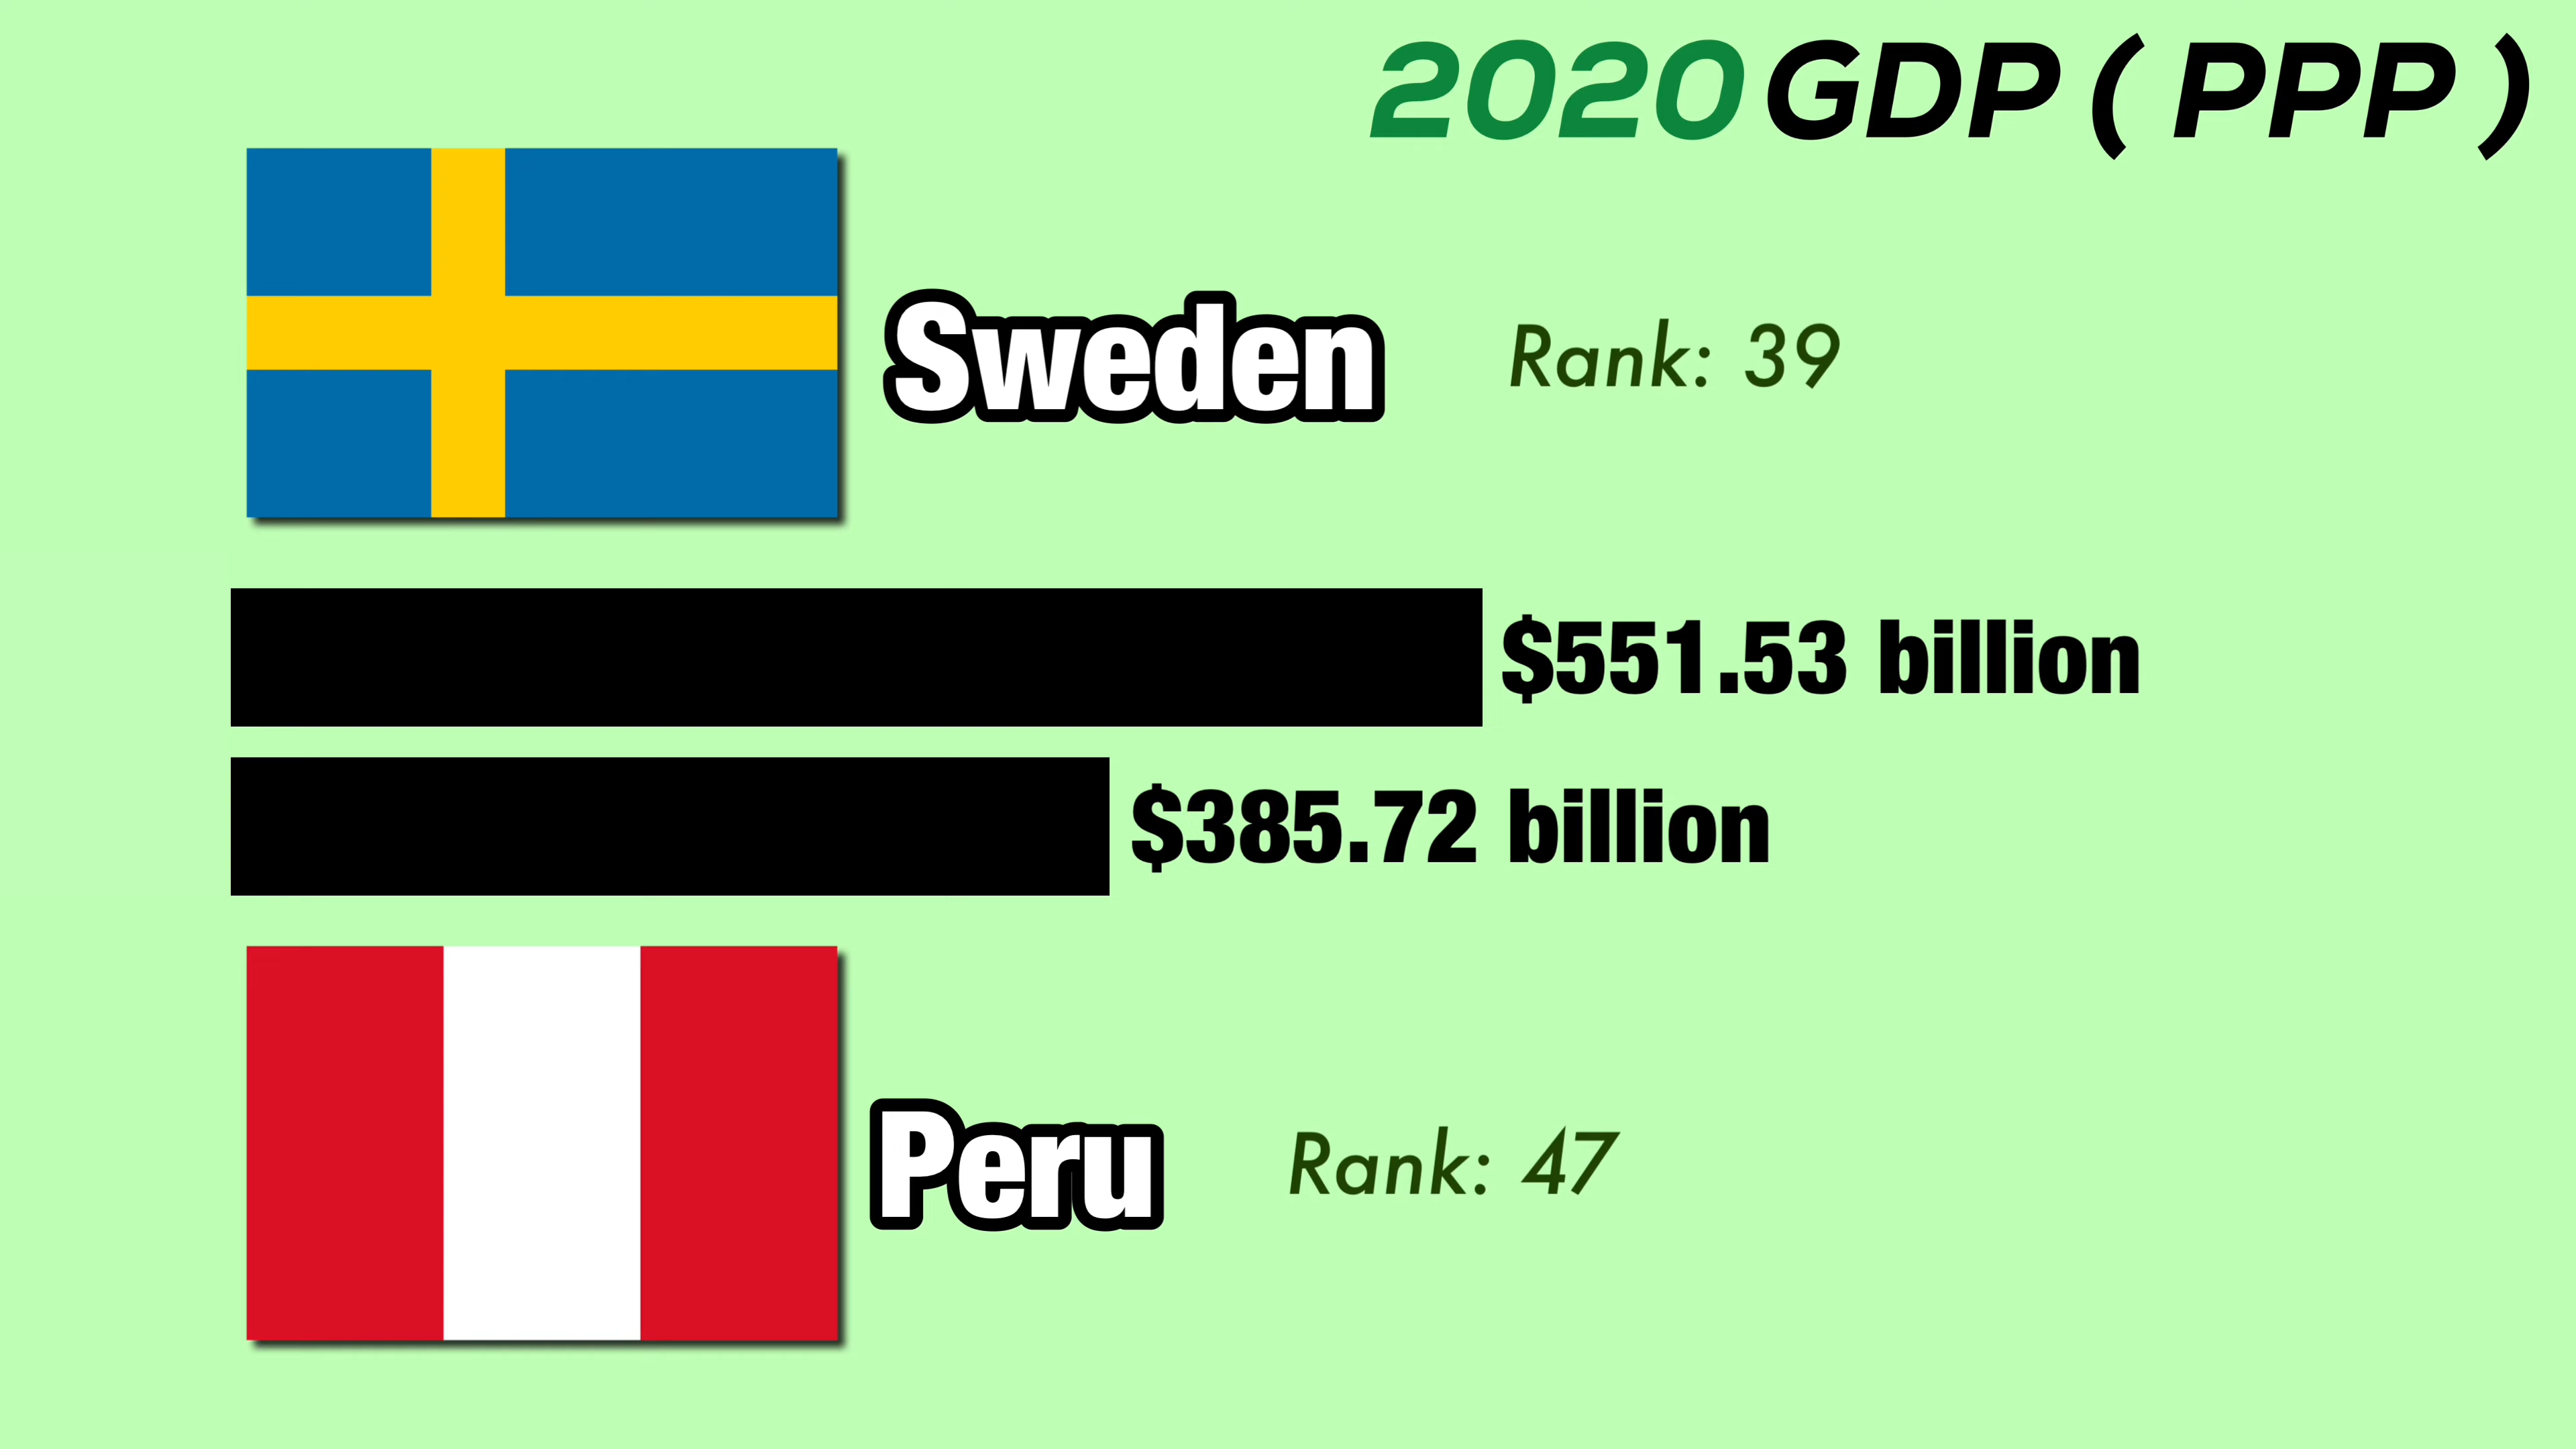 2020 GDP ( PPP )
Sweden
Rank: 39
$551.53 billion
$385.72 billion
Peru
Rank: 47